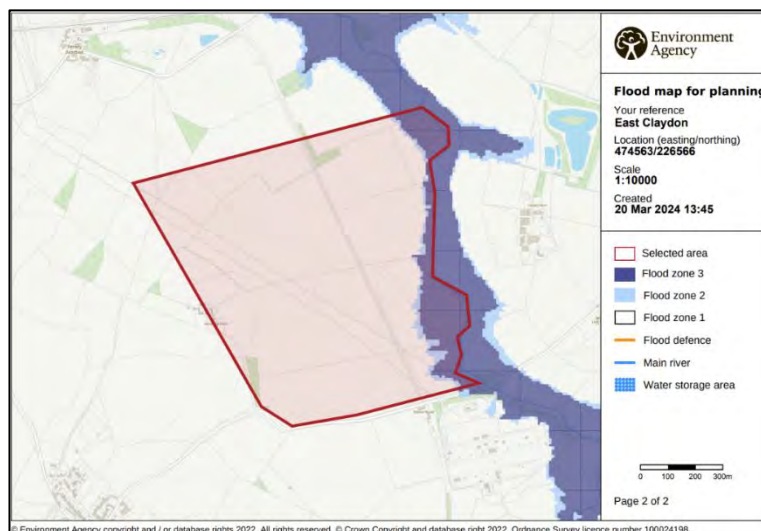 Environment
Agency
Flood map for planning
Your reference
East Claydon
Location (easting/northing)
474563/226566
Scale
1:10000
Created
20 Mar 2024 13:45
Selected area
Flood zone 3
Flood zone 2
Flood zone 1
Flood defence
Main river
Water storage area
0 100 200 300m
Page 2 of 2
© Environment Agency copyright and / or database rights 2022. All rights reserved. © Crown Copyright and database right 2022. Ordnance Survey licence number 100024198.